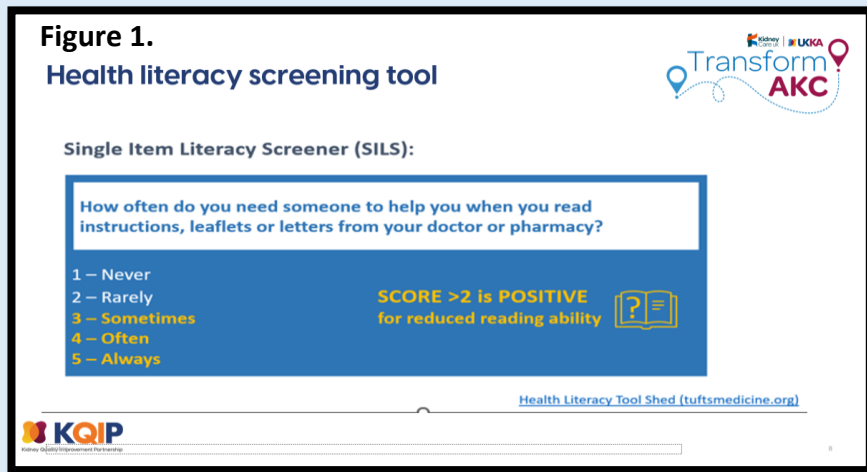 Figure 1.
Health literacy screening tool
Kidney Care UK | UKKA
Transform
AKC
Single Item Literacy Screener (SILS):
How often do you need someone to help you when you read
instructions, leaflets or letters from your doctor or pharmacy?
1 – Never
2 – Rarely
3 – Sometimes
4 – Often
5 – Always
SCORE >2 is POSITIVE
for reduced reading ability
?
Health Literacy Tool Shed (tuftsmedicine.org)
KQIP
Kidney Quality Improvement Partnership
8